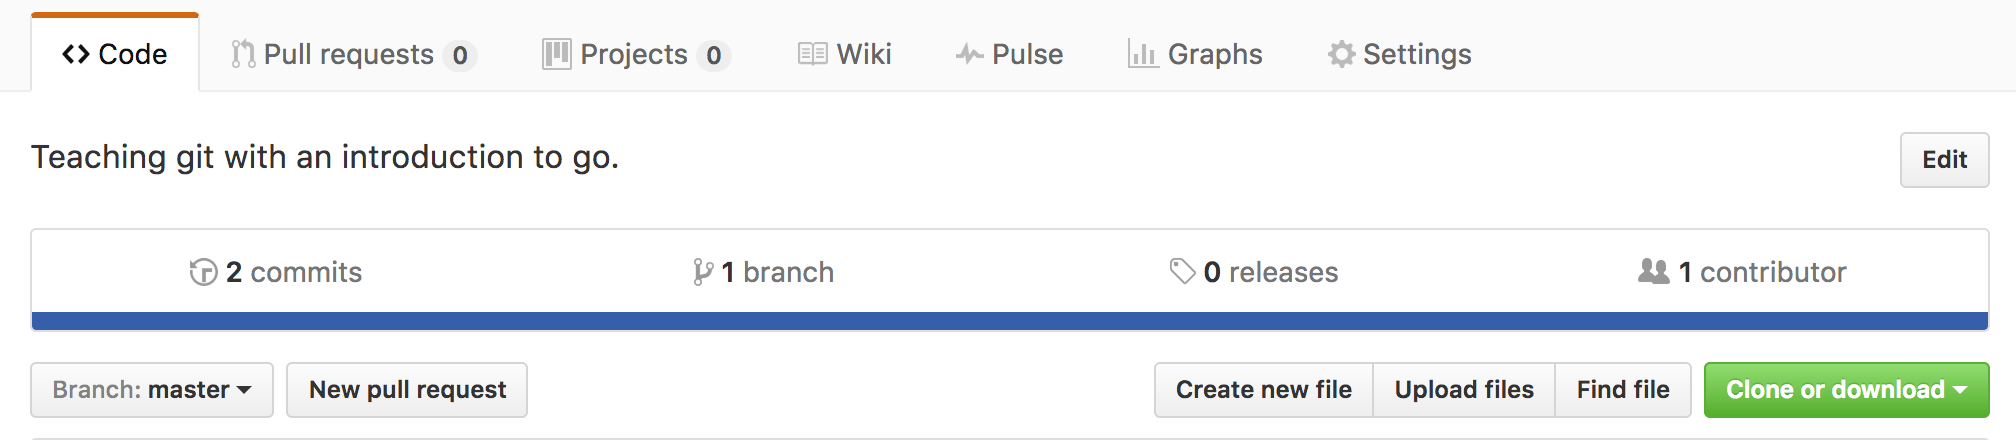 Code Pull requests 0 Projects 0 Wiki Pulse Graphs Settings
Teaching git with an introduction to go. Edit
2 commits 1 branch 0 releases 1 contributor
Branch: master New pull request Create new file Upload files Find file Clone or download